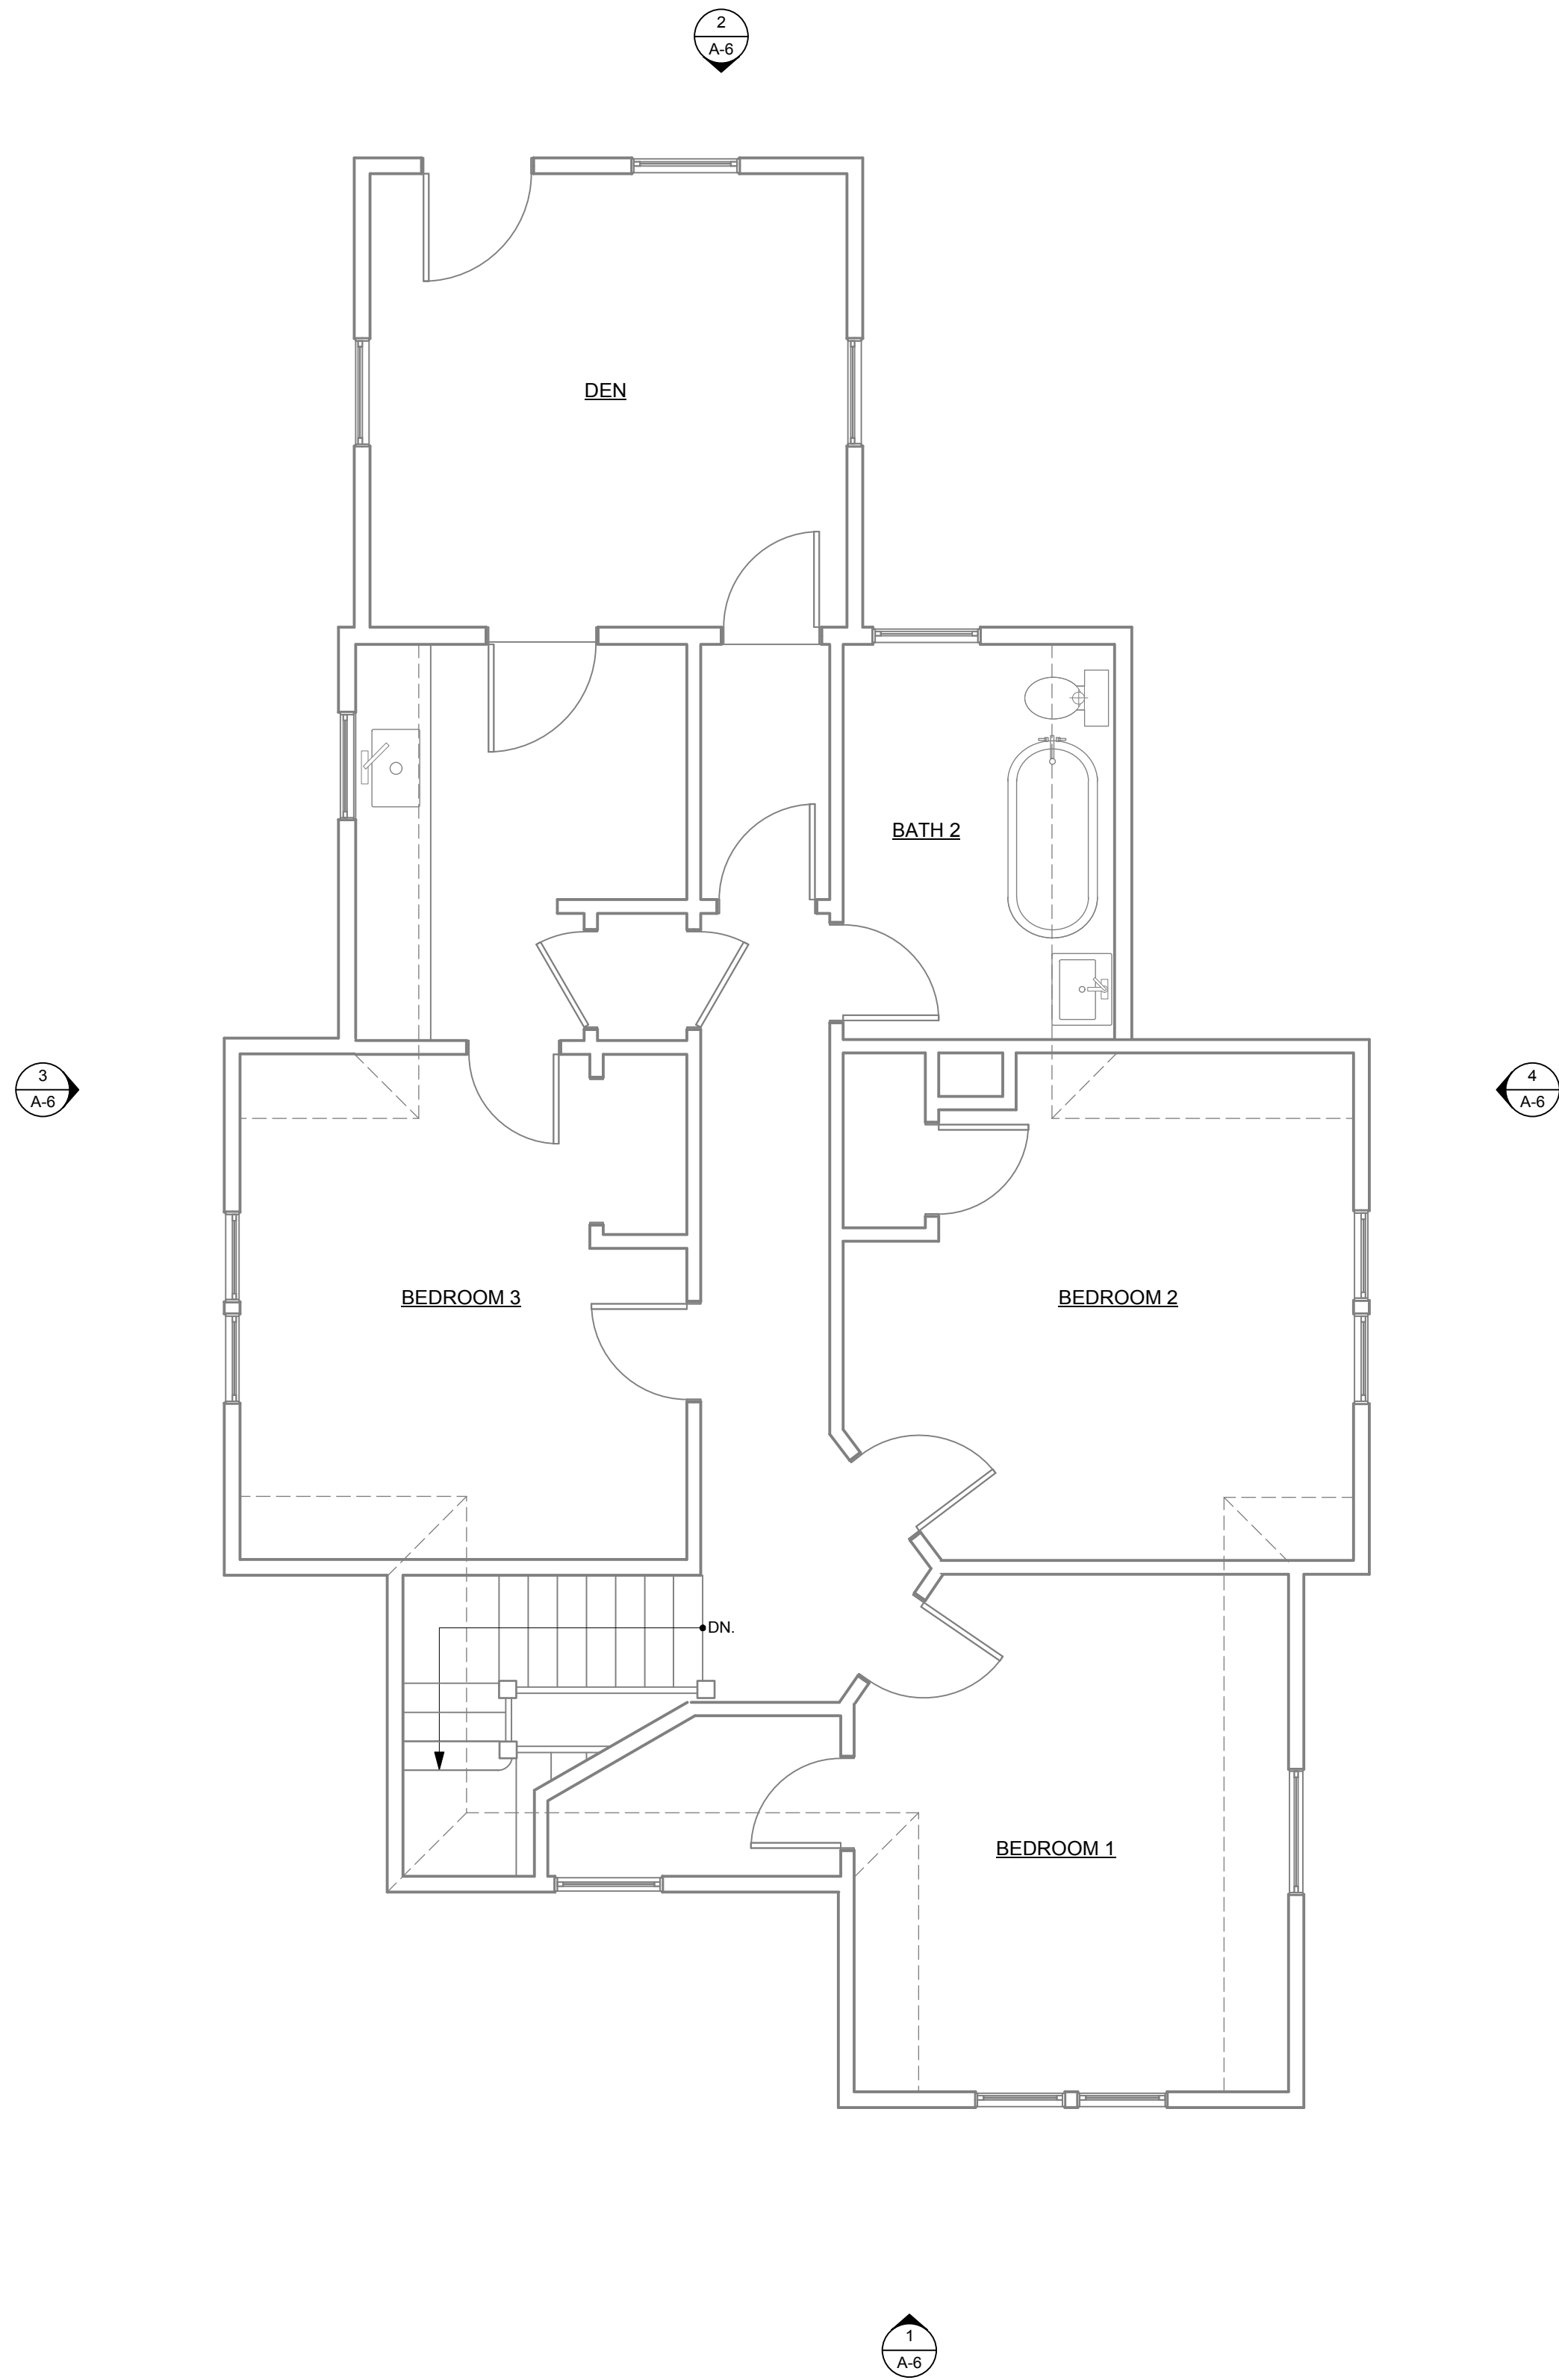 2
A-6
DEN
BATH 2
3
A-6
4
A-6
BEDROOM 3
BEDROOM 2
DN.
BEDROOM 1
1
A-6